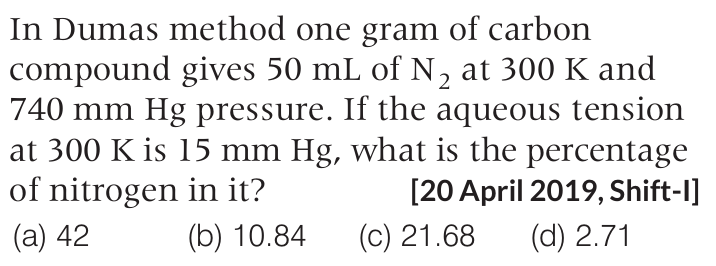 In Dumas method one gram of carbon
compound gives 50 mL of N₂ at 300 K and
740 mm Hg pressure. If the aqueous tension
at 300 K is 15 mm Hg, what is the percentage
of nitrogen in it? [20 April 2019, Shift-I]
(a) 42 (b) 10.84 (c) 21.68 (d) 2.71